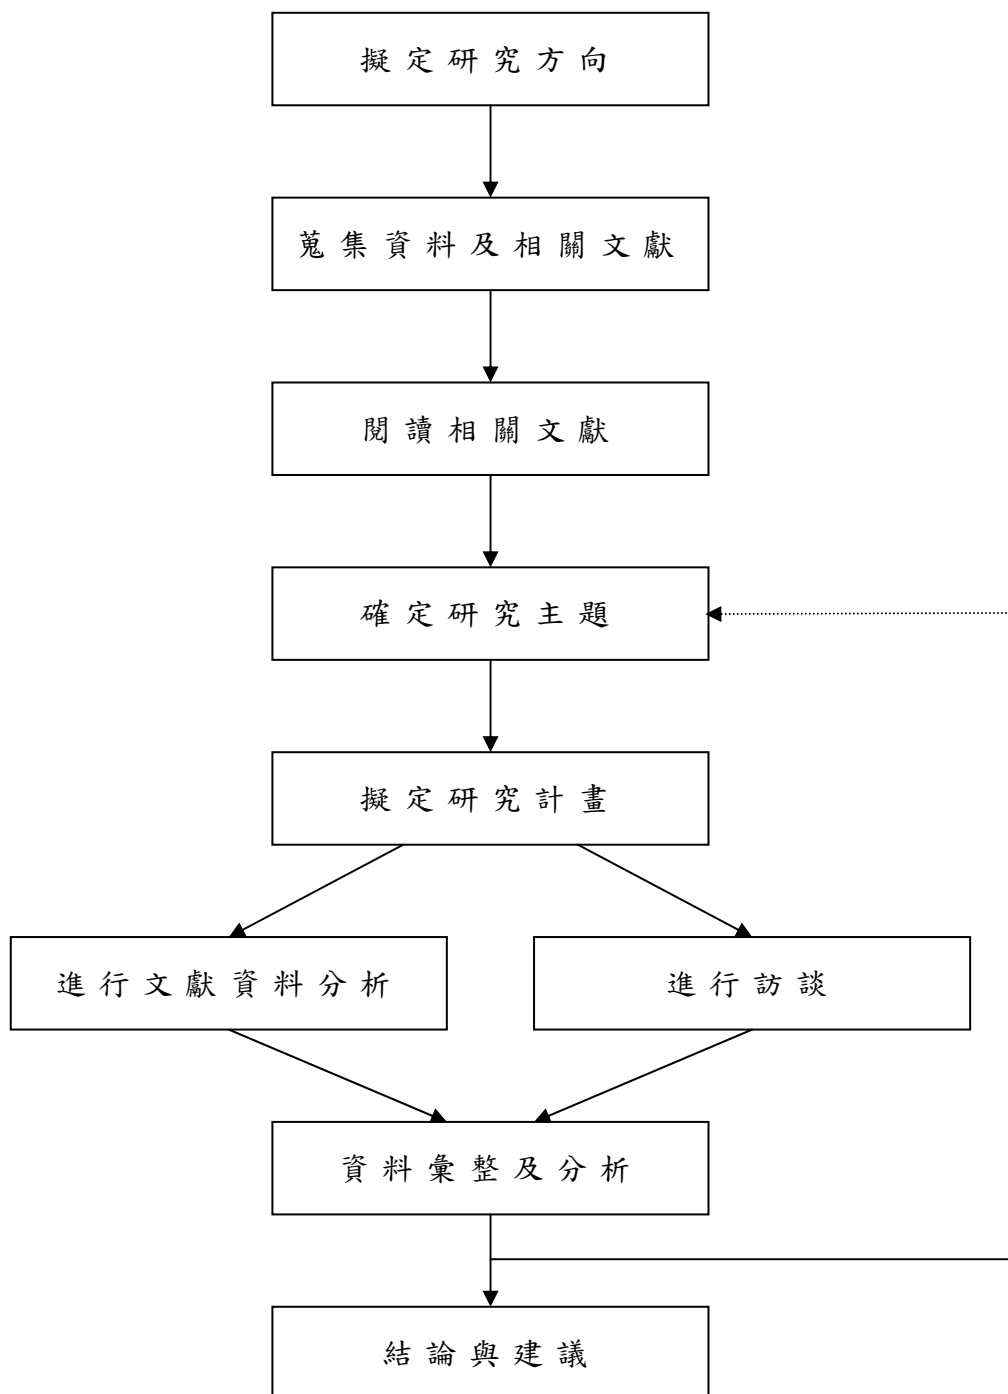 擬定研究方向
蒐集資料及相關文獻
閱讀相關文獻
確定研究主題
擬定研究計畫
進行文獻資料分析
進行訪談
資料彙整及分析
結論與建議